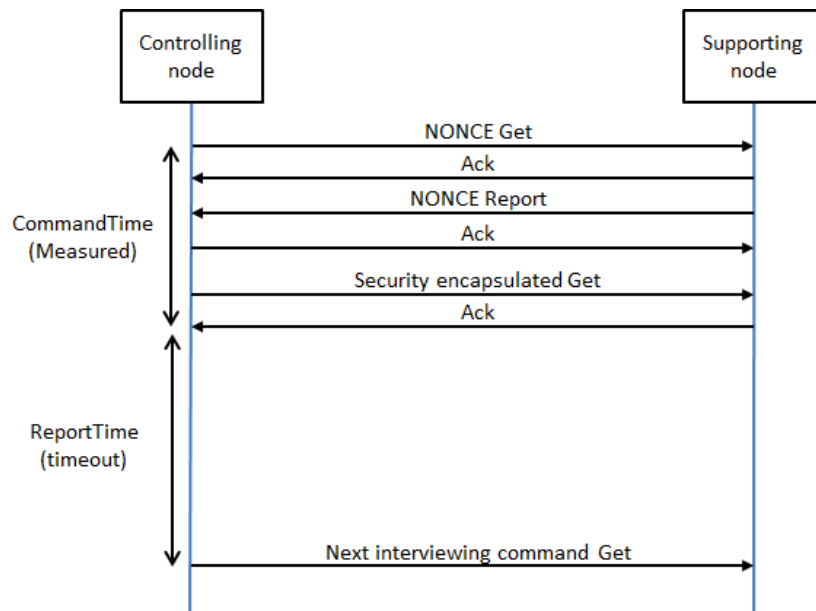 Controlling
node
Supporting
node
NONCE Get
Ack
NONCE Report
CommandTime
(Measured)
Ack
Security encapsulated Get
Ack
ReportTime
(timeout)
Next interviewing command Get